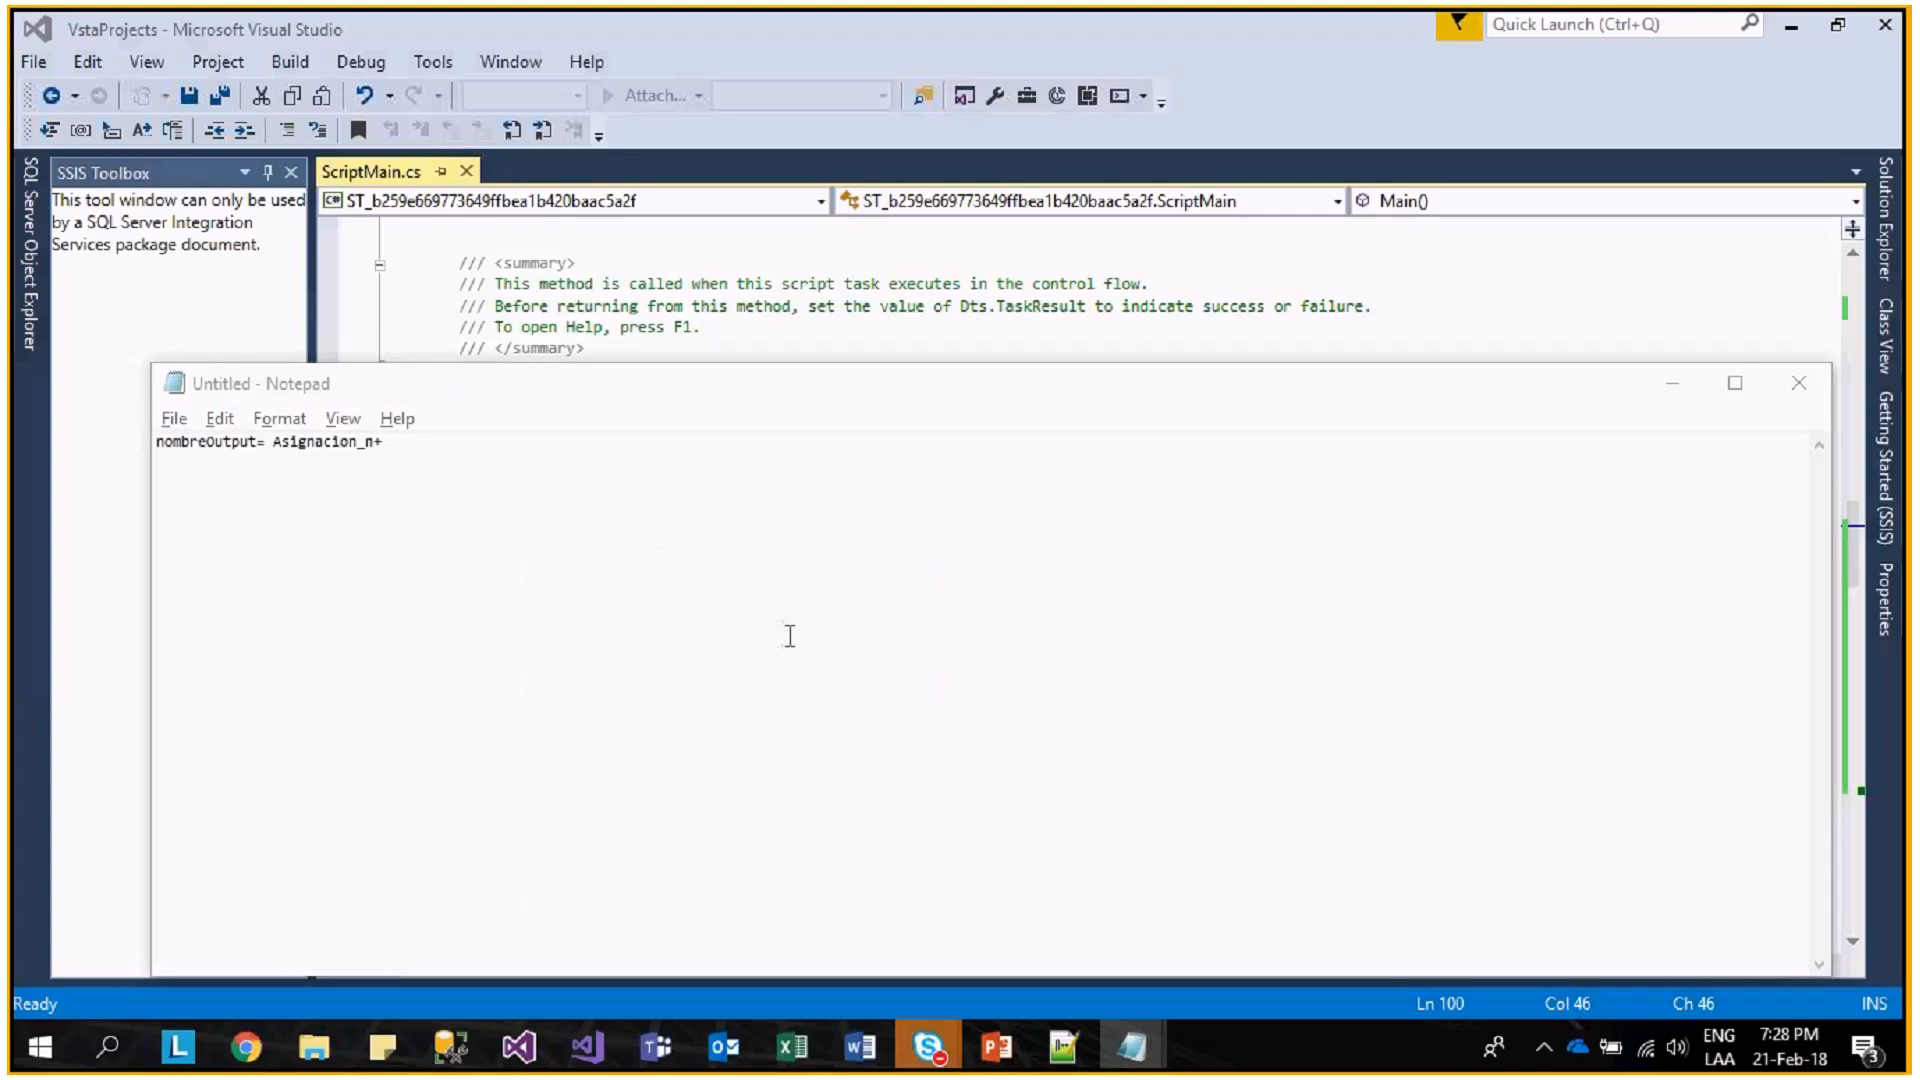 VstaProjects - Microsoft Visual Studio
Quick Launch (Ctrl+Q)
File Edit View Project Build Debug Tools Window Help
Attach...
SSIS Toolbox
This tool window can only be used
by a SQL Server Integration
Services package document.
SQL Server Object Explorer
ScriptMain.cs
ST_b259e669773649ffbea1b420baac5a2f
ST_b259e669773649ffbea1b420baac5a2f.ScriptMain
Main()
/// <summary>
/// This method is called when this script task executes in the control flow.
/// Before returning from this method, set the value of Dts.TaskResult to indicate success or failure.
/// To open Help, press F1.
/// </summary>
Solution Explorer
Class View
Getting Started (SSIS)
Properties
Untitled - Notepad
File Edit Format View Help
nombreOutput= Asignacion_n+
Ready
Ln 100
Col 46
Ch 46
INS
ENG
LAA
7:28 PM
21-Feb-18
3